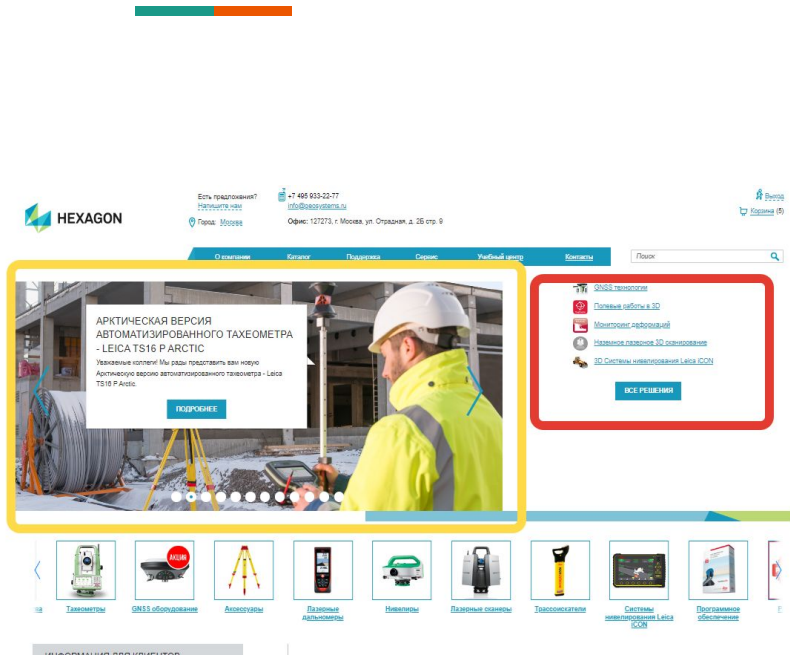 Есть предложения?
Напишите нам
+7 495 933-22-77
info@geosystems.ru
Выход
HEXAGON
Город: Москва
Офис: 127273, г. Москва, ул. Отрадная, д. 2Б стр. 9
Корзина (5)
О компании Каталог Поддержка Сервис Учебный центр Контакты
Поиск
GNSS технологии
Полевые работы в 3D
Мониторинг деформаций
Наземное лазерное 3D сканирование
3D Системы нивелирования Leica iCON
ВСЕ РЕШЕНИЯ
АРКТИЧЕСКАЯ ВЕРСИЯ
АВТОМАТИЗИРОВАННОГО ТАХЕОМЕТРА
- LEICA TS16 P ARCTIC
Уважаемые коллеги! Мы рады представить вам новую
Арктическую версию автоматизированного тахеометра - Leica
TS16 P Arctic.
ПОДРОБНЕЕ
АКЦИЯ
Тахеометры
GNSS оборудование
Аксессуары
Лазерные
дальномеры
Нивелиры
Лазерные сканеры
Трассоискатели
Системы
нивелирования Leica
iCON
Программное
обеспечение
ИНФОРМАЦИЯ ДЛЯ КЛИЕНТОВ